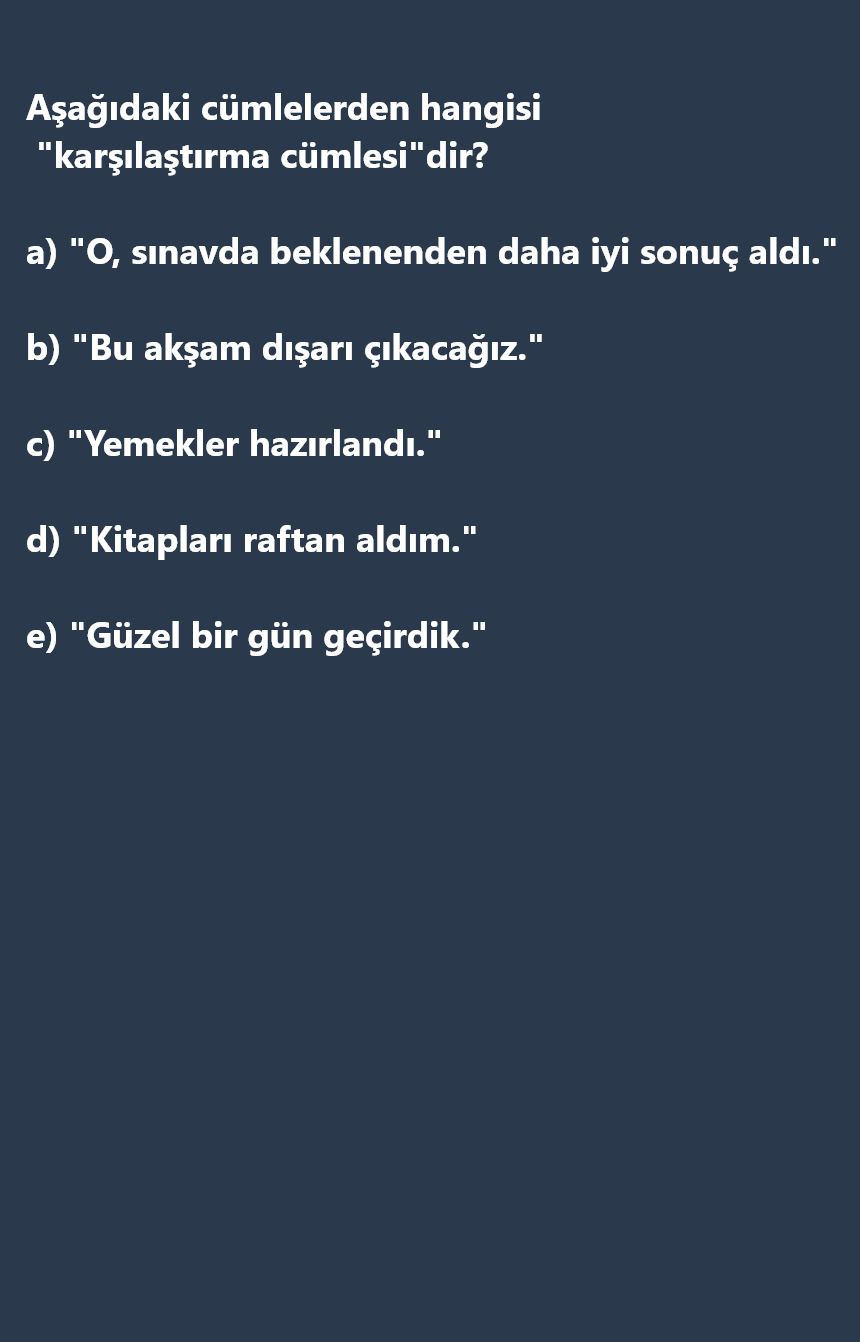 Aşağıdaki cümlelerden hangisi
"karşılaştırma cümlesi"dir?
a) "O, sınavda beklenenden daha iyi sonuç aldı."
b) "Bu akşam dışarı çıkacağız."
c) "Yemekler hazırlandı."
d) "Kitapları raftan aldım."
e) "Güzel bir gün geçirdik."